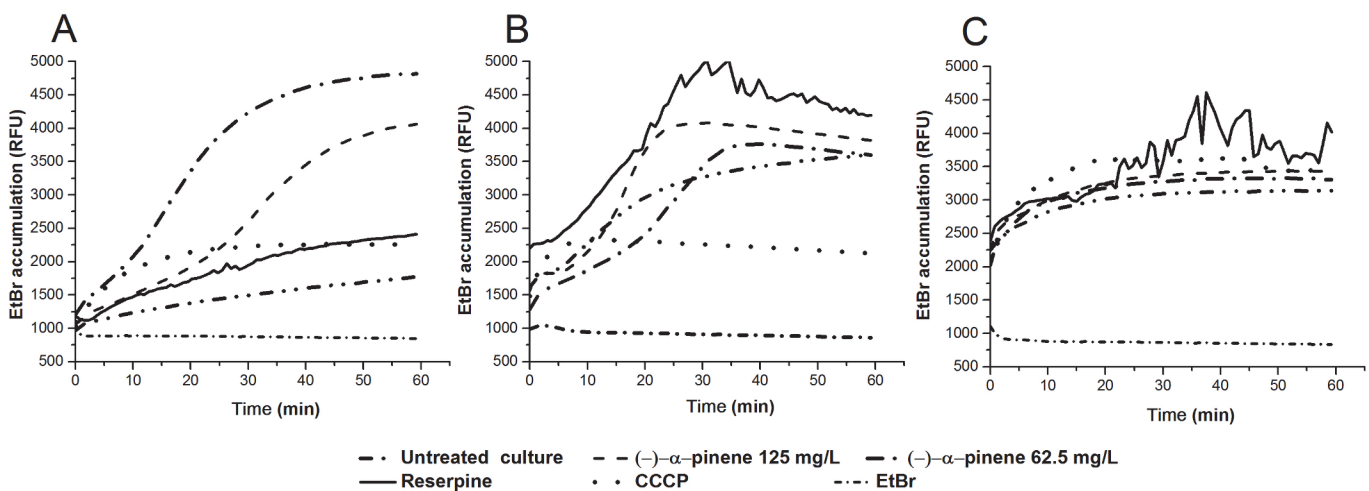 A
EtBr accumulation (RFU)
5000
4500
4000
3500
3000
2500
2000
1500
1000
500
0 10 20 30 40 50 60
Time (min)
B
EtBr accumulation (RFU)
5000
4500
4000
3500
3000
2500
2000
1500
1000
500
0 10 20 30 40 50 60
Time (min)
C
EtBr accumulation (RFU)
5000
4500
4000
3500
3000
2500
2000
1500
1000
500
0 10 20 30 40 50 60
Time (min)
Untreated culture (−)−α−pinene 125 mg/L (−)−α−pinene 62.5 mg/L
Reserpine CCCP EtBr